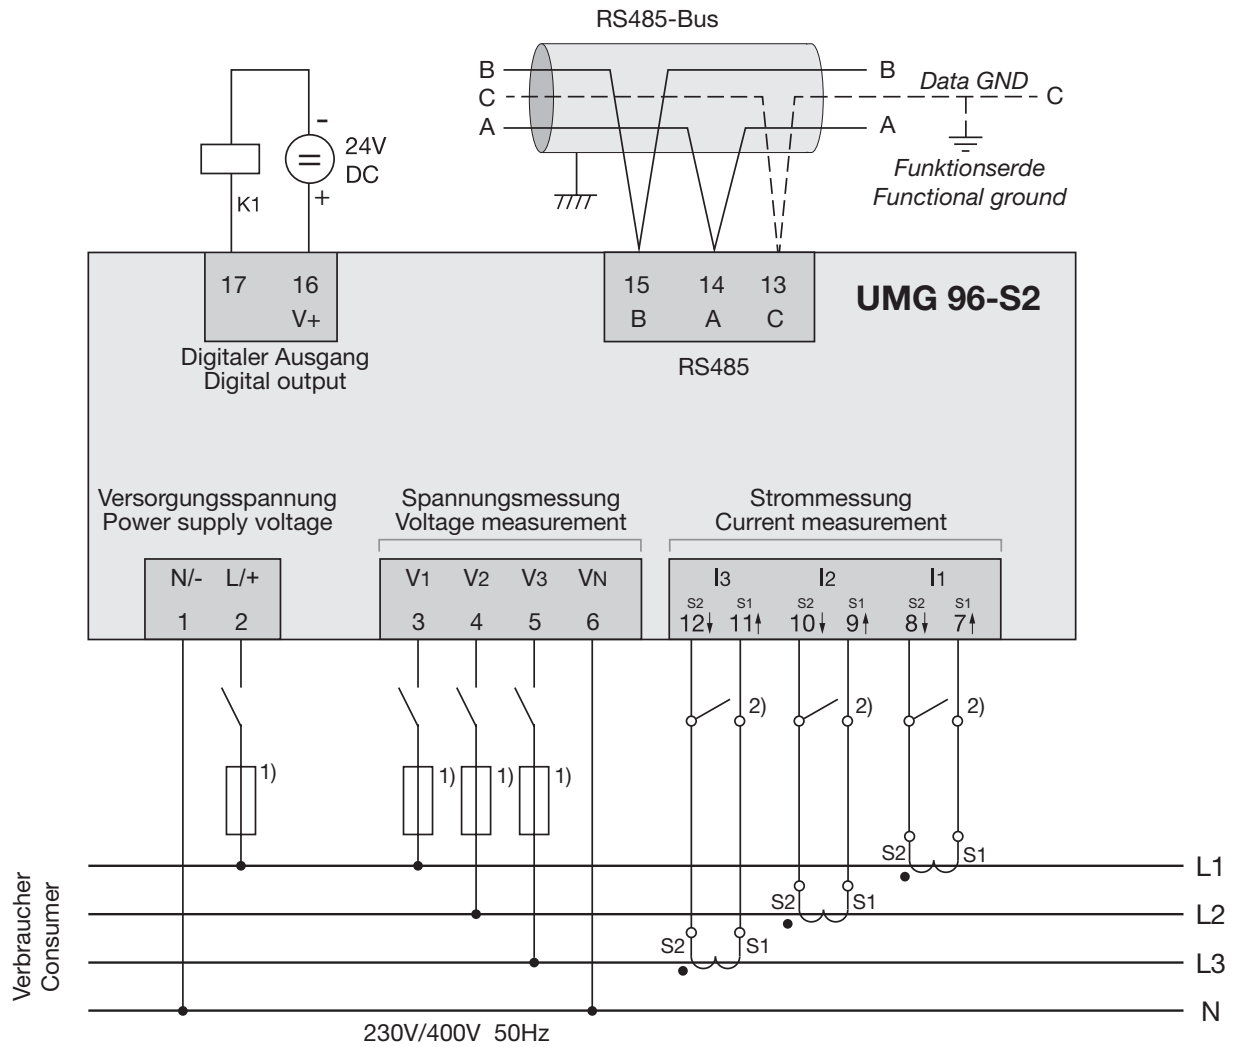 RS485-Bus
B B
C Data GND C
A A
-
24V
DC
+
K1
Funktionserde
Functional ground
17 16
V+
15 14 13
B A C
UMG 96-S2
Digitaler Ausgang
Digital output
RS485
Versorgungsspannung
Power supply voltage
Spannungsmessung
Voltage measurement
Strommessung
Current measurement
N/- L/+
1 2
V1 V2 V3 VN
3 4 5 6
I3 I2 I1
S2 S1 S2 S1 S2 S1
12 11 10 9 8 7
2) 2) 2)
1) 1) 1) 1)
S2 S1
L1
S2 S1
L2
S2 S1
L3
N
Verbraucher
Consumer
230V/400V 50Hz